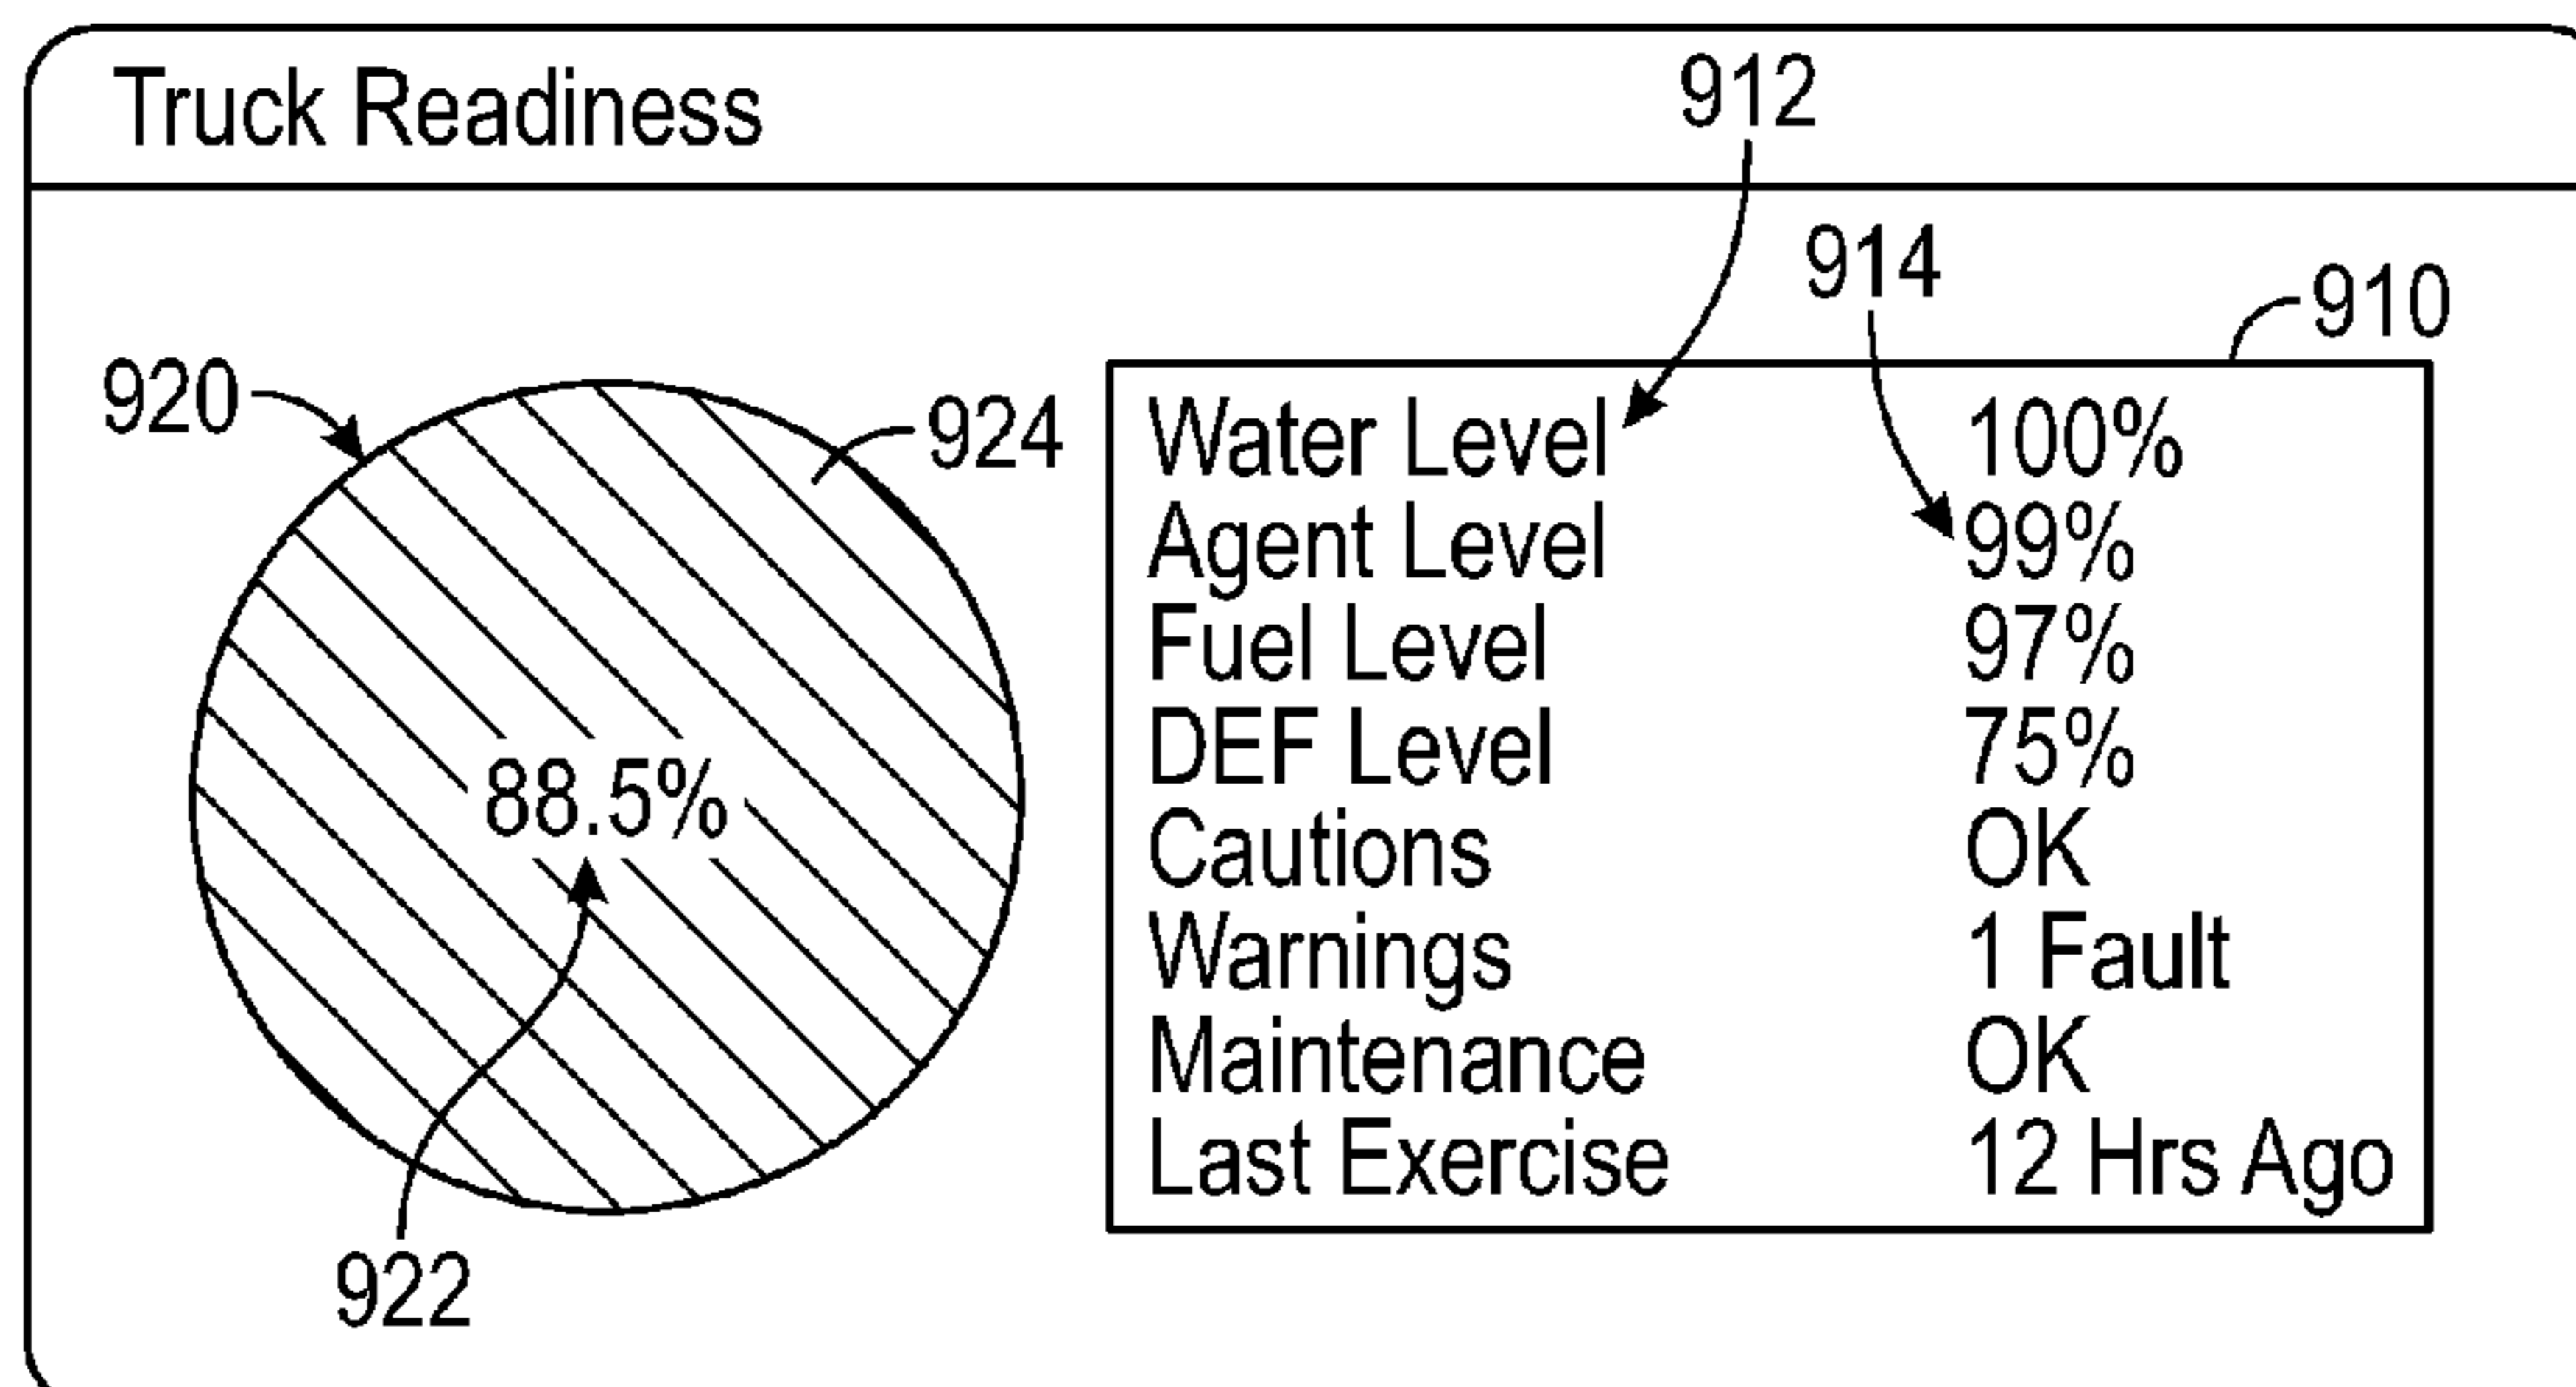 Truck Readiness
912
914
910
920
924
Water Level 100%
Agent Level 99%
Fuel Level 97%
DEF Level 75%
Cautions OK
Warnings 1 Fault
Maintenance OK
Last Exercise 12 Hrs Ago
88.5%
922